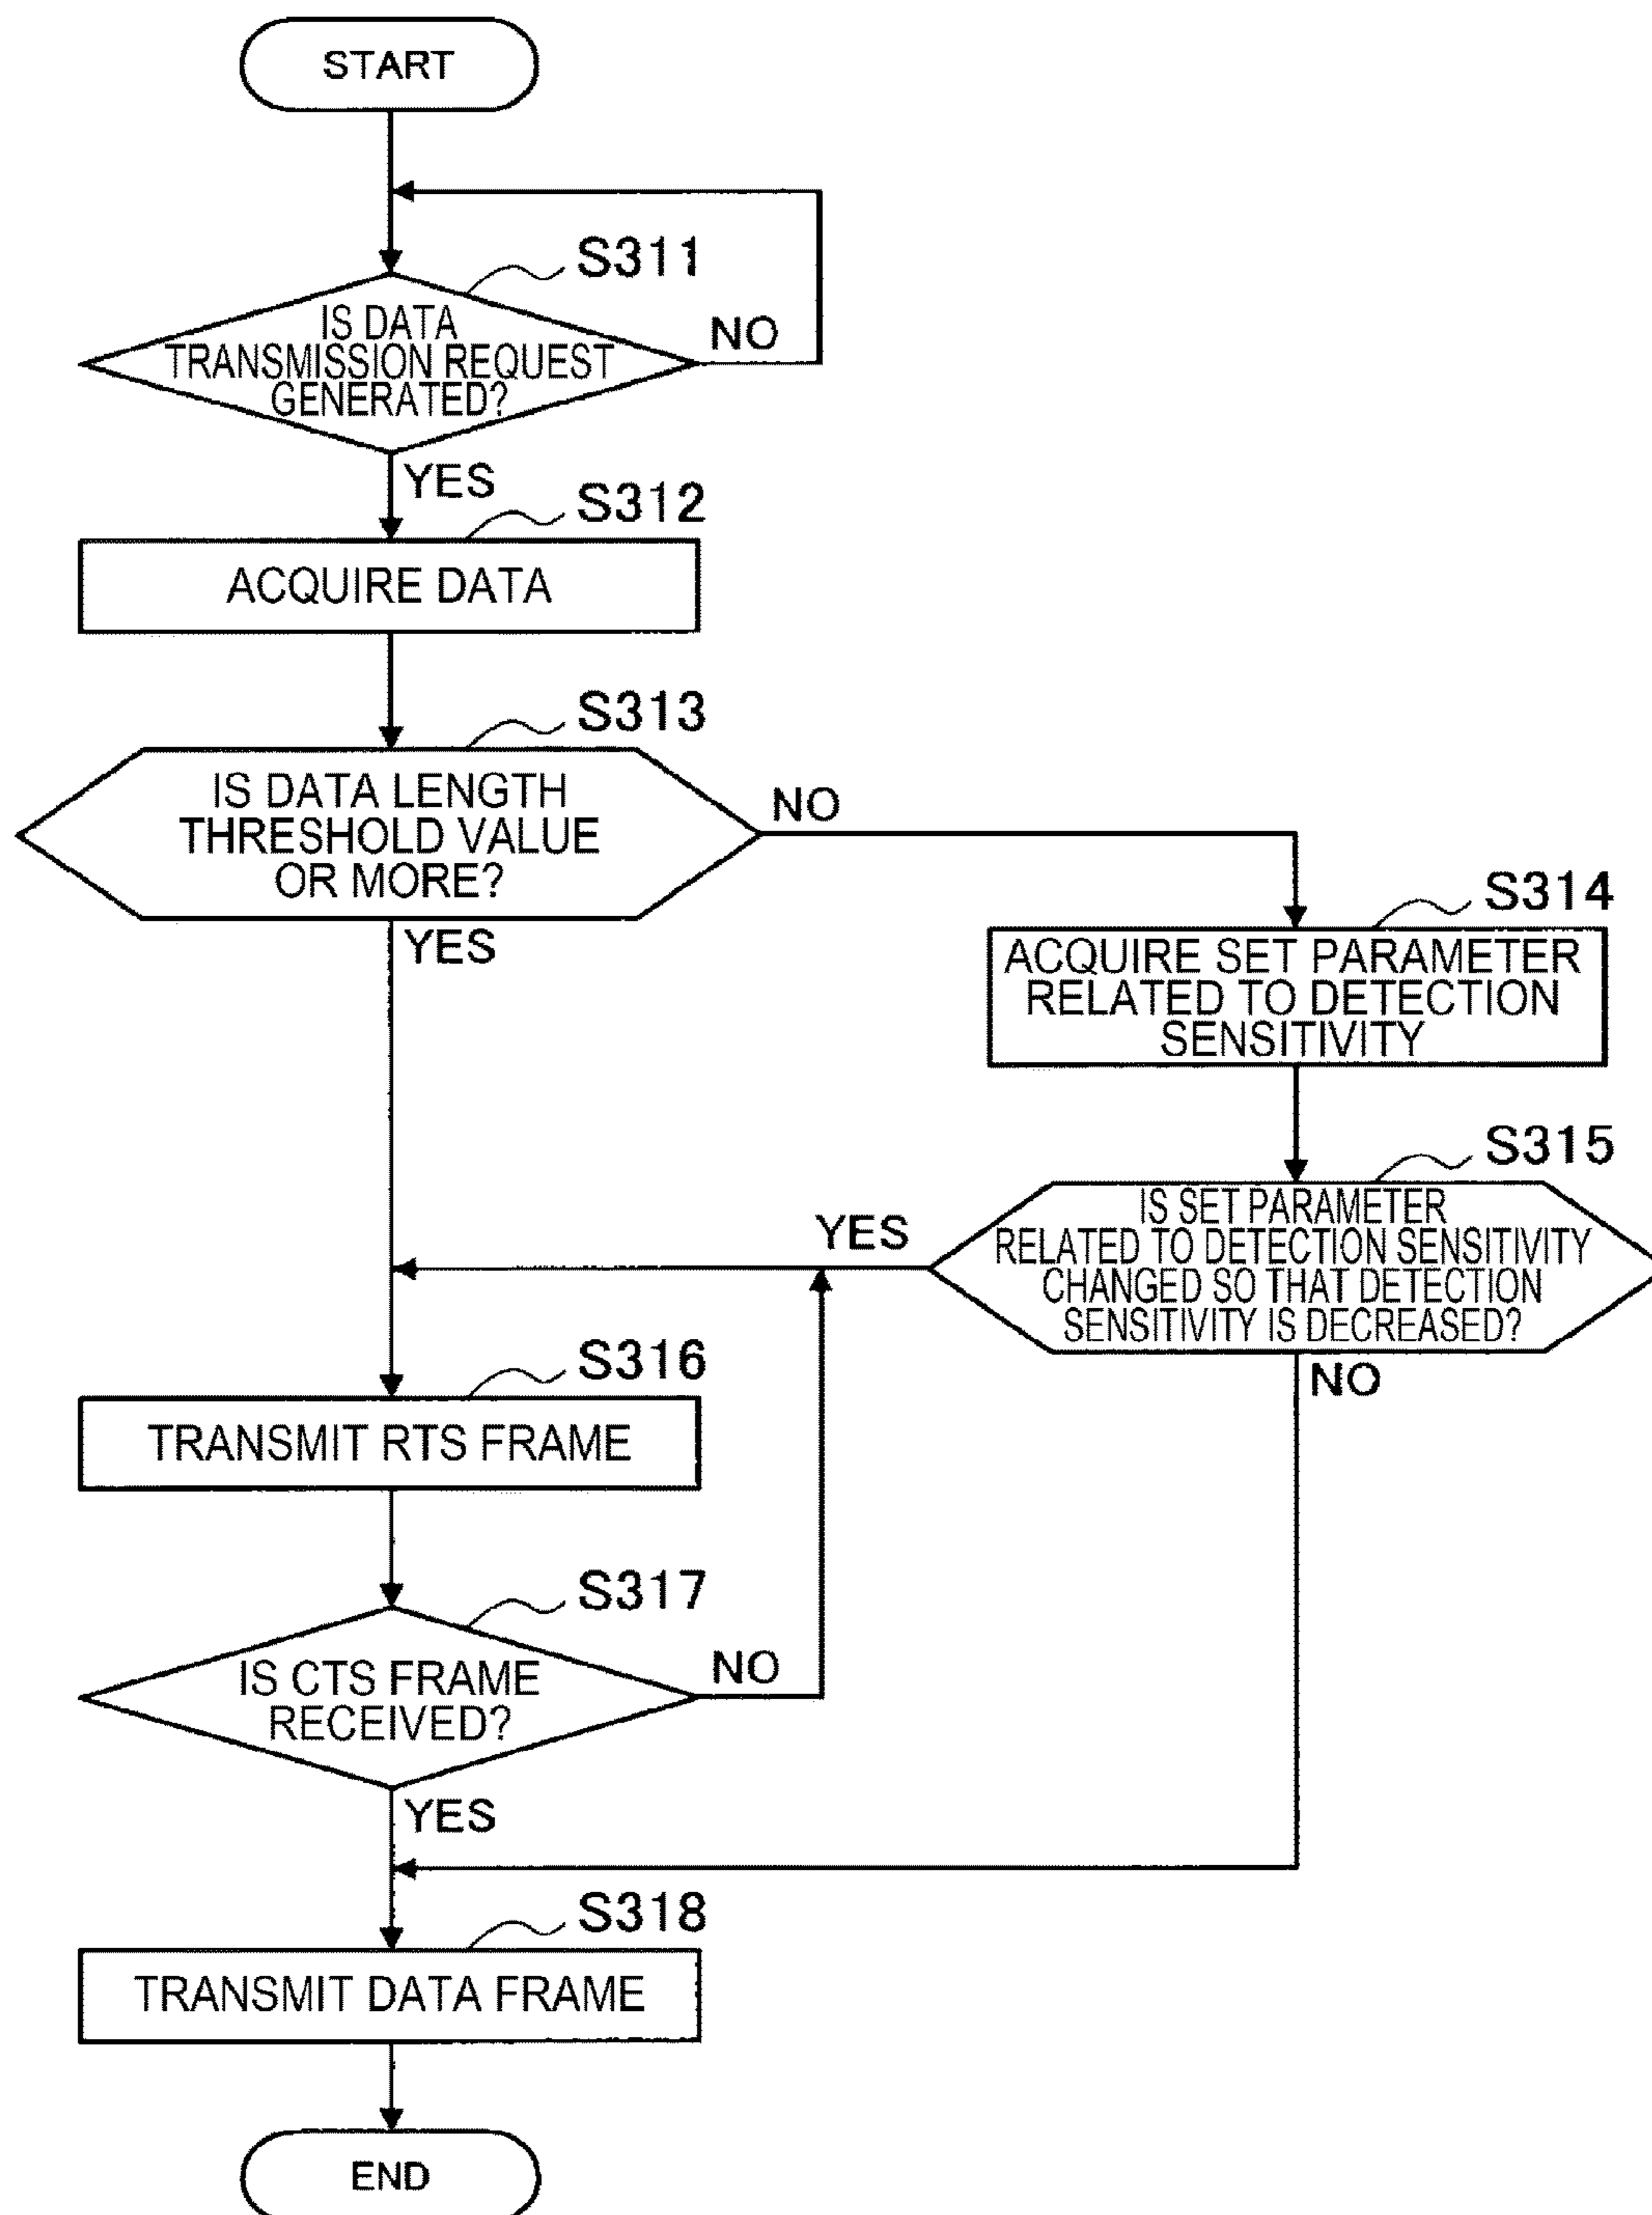 START
S311
IS DATA
TRANSMISSION REQUEST
GENERATED?
NO
YES
S312
ACQUIRE DATA
S313
IS DATA LENGTH
THRESHOLD VALUE
OR MORE?
NO
YES
S314
ACQUIRE SET PARAMETER
RELATED TO DETECTION
SENSITIVITY
S315
IS SET PARAMETER
RELATED TO DETECTION SENSITIVITY
CHANGED SO THAT DETECTION
SENSITIVITY IS DECREASED?
YES
NO
S316
TRANSMIT RTS FRAME
S317
IS CTS FRAME
RECEIVED?
NO
YES
S318
TRANSMIT DATA FRAME
END